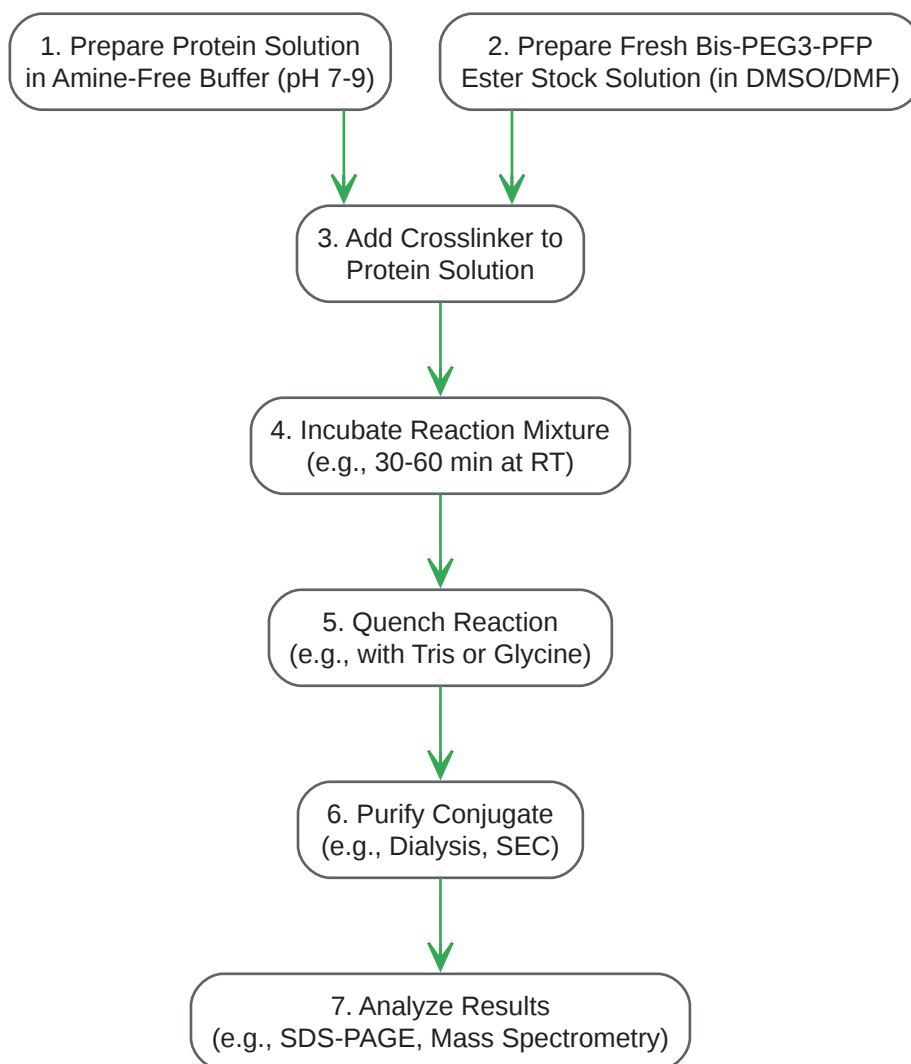 1. Prepare Protein Solution
in Amine-Free Buffer (pH 7-9)
2. Prepare Fresh Bis-PEG3-PFP
Ester Stock Solution (in DMSO/DMF)
3. Add Crosslinker to
Protein Solution
4. Incubate Reaction Mixture
(e.g., 30-60 min at RT)
5. Quench Reaction
(e.g., with Tris or Glycine)
6. Purify Conjugate
(e.g., Dialysis, SEC)
7. Analyze Results
(e.g., SDS-PAGE, Mass Spectrometry)